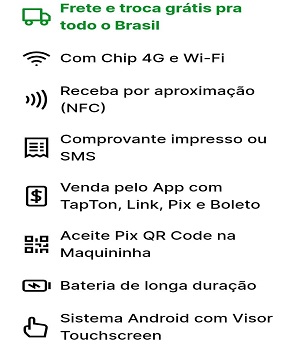 Frete e troca grátis pra
todo o Brasil
Com Chip 4G e Wi-Fi
Receba por aproximação
(NFC)
Comprovante impresso ou
SMS
Venda pelo App com
TapTon, Link, Pix e Boleto
Aceite Pix QR Code na
Maquininha
Bateria de longa duração
Sistema Android com Visor
Touchscreen